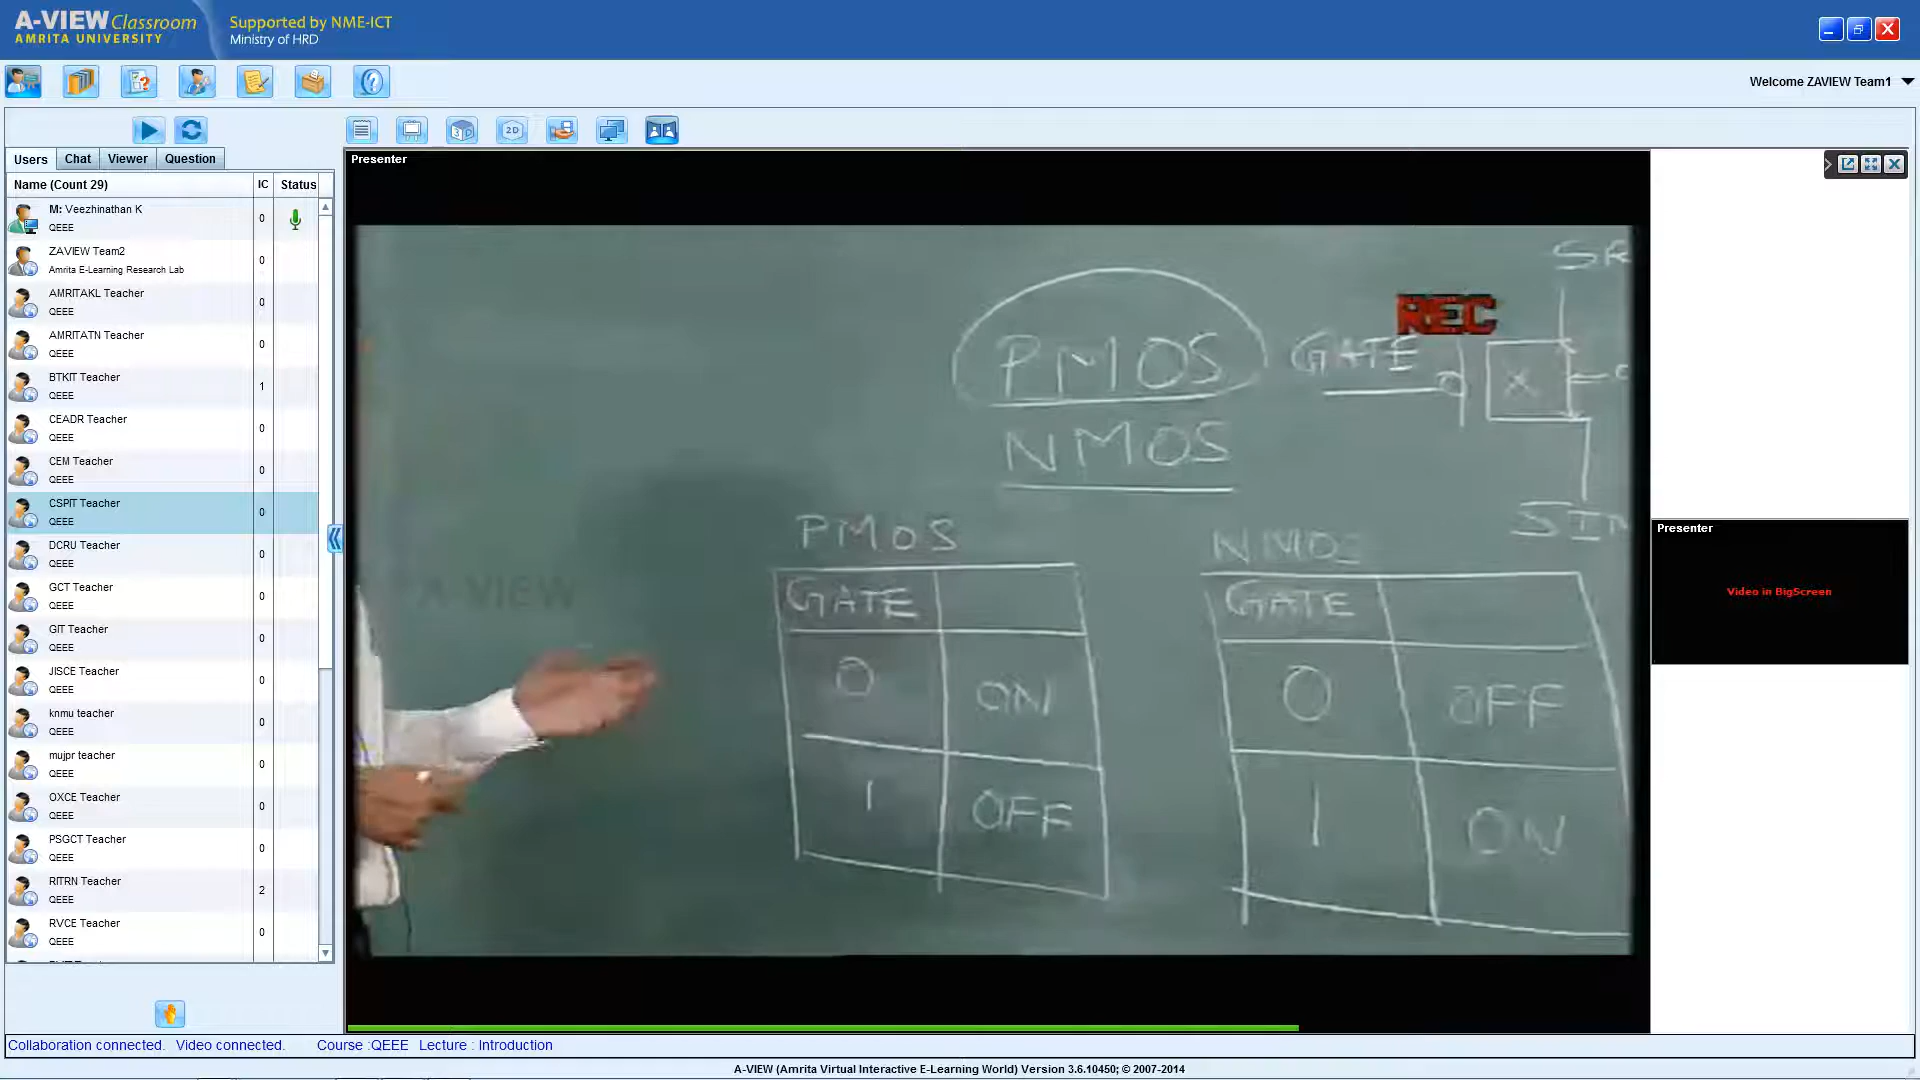 A-VIEW Classroom
AMRITA UNIVERSITY
Supported by NME-ICT
Ministry of HRD
Welcome ZAVIEW Team1
Users Chat Viewer Question
Name (Count 29) IC Status
M: Veezhinathan K 0
QEEE
ZAVIEW Team2 0
Amrita E-Learning Research Lab
AMRITAKL Teacher 0
QEEE
AMRITATN Teacher 0
QEEE
BTKIT Teacher 1
QEEE
CEADR Teacher 0
QEEE
CEM Teacher 0
QEEE
CSPIT Teacher 0
QEEE
DCRU Teacher 0
QEEE
GCT Teacher 0
QEEE
GIT Teacher 0
QEEE
JISCE Teacher 0
QEEE
knmu teacher 0
QEEE
mujpr teacher 0
QEEE
OXCE Teacher 0
QEEE
PSGCT Teacher 0
QEEE
RITRN Teacher 2
QEEE
RVCE Teacher 0
QEEE
3D
2D
Presenter
REC
PMOS GATE X
NMOS
A-VIEW
PMOS
GATE
0 ON
1 OFF
NMOS
GATE
0 OFF
1 ON
Presenter
Video in BigScreen
Collaboration connected. Video connected. Course :QEEE Lecture : Introduction
A-VIEW (Amrita Virtual Interactive E-Learning World) Version 3.6.10450; © 2007-2014